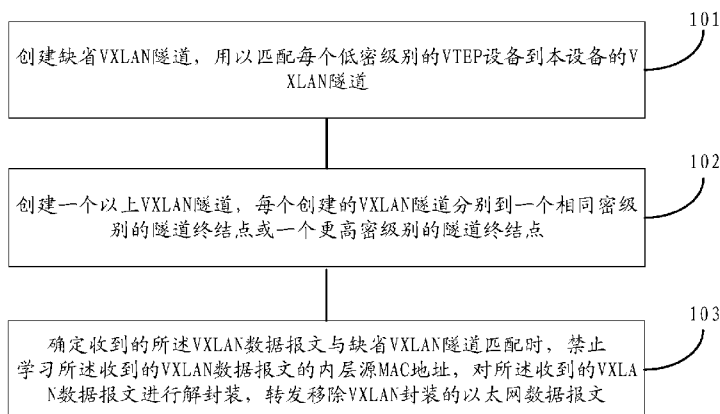 101
创建缺省VXLAN隧道，用以匹配每个低密级别的VTEP设备到本设备的V
XLAN隧道
102
创建一个以上VXLAN隧道，每个创建的VXLAN隧道分别到一个相同密级
别的隧道终结点或一个更高密级别的隧道终结点
103
确定收到的所述VXLAN数据报文与缺省VXLAN隧道匹配时，禁止
学习所述收到的VXLAN数据报文的内层源MAC地址，对所述收到的VXLA
N数据报文进行解封装，转发移除VXLAN封装的以太网数据报文